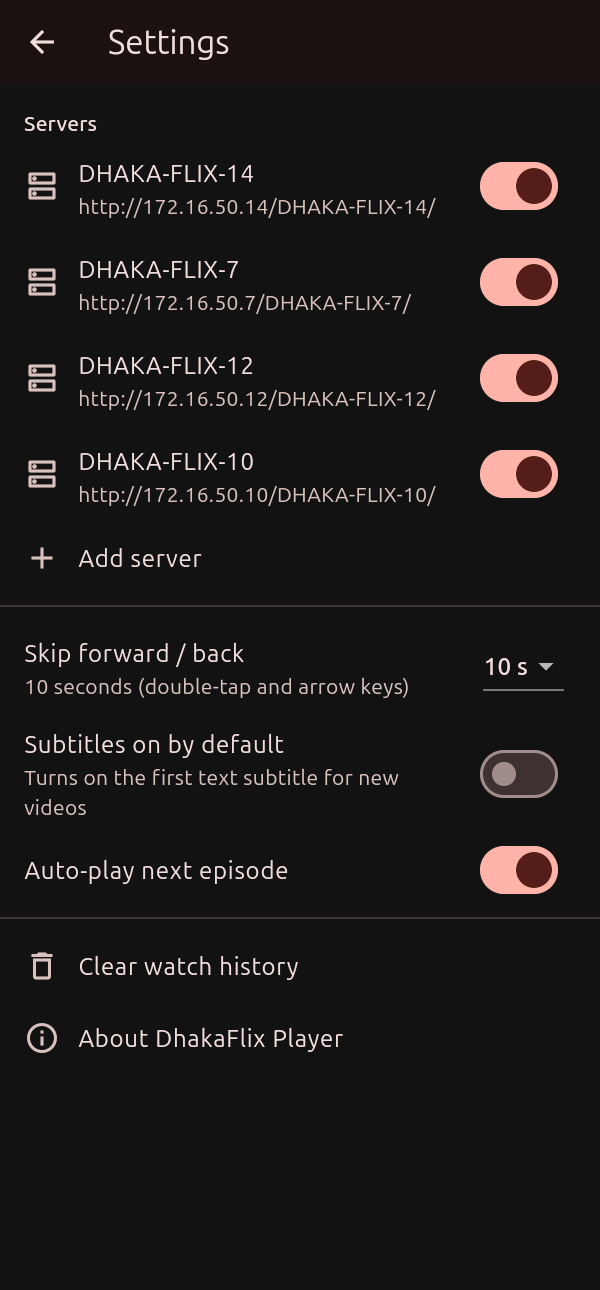 Settings
Servers
DHAKA-FLIX-14
http://172.16.50.14/DHAKA-FLIX-14/
DHAKA-FLIX-7
http://172.16.50.7/DHAKA-FLIX-7/
DHAKA-FLIX-12
http://172.16.50.12/DHAKA-FLIX-12/
DHAKA-FLIX-10
http://172.16.50.10/DHAKA-FLIX-10/
Add server
Skip forward / back
10 seconds (double-tap and arrow keys)
10 s
Subtitles on by default
Turns on the first text subtitle for new
videos
Auto-play next episode
Clear watch history
About DhakaFlix Player